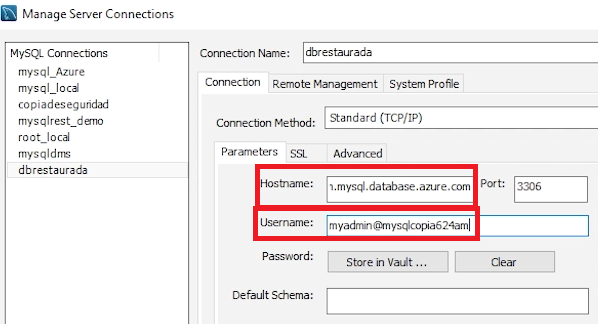 Manage Server Connections
MySQL Connections
mysql_Azure
mysql_local
copiadeseguridad
mysqlrest_demo
root_local
mysqldms
dbrestaurada
Connection Name: dbrestaurada
Connection Remote Management System Profile
Connection Method: Standard (TCP/IP)
Parameters SSL Advanced
Hostname: .mysql.database.azure.com Port: 3306
Username: myadmin@mysqlcopia624am
Password: Store in Vault ... Clear
Default Schema: